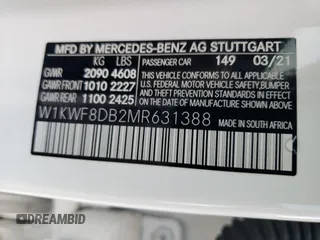 MFD BY MERCEDES-BENZ AG STUTTGART
KG LBS
PASSENGER CAR 149 03/21
GVWR 2090 4608
GAWR FRONT 1010 2227
GAWR REAR 1100 2425
THIS VEHICLE CONFORMS TO ALL APPLICABLE
U.S. FEDERAL MOTOR VEHICLE SAFETY, BUMPER,
AND THEFT PREVENTION STANDARDS IN EFFECT
ON THE DATE OF MANUFACTURE SHOWN ABOVE.
W1KWF8DB2MR631388
MADE IN SOUTH AFRICA
DREAMBID